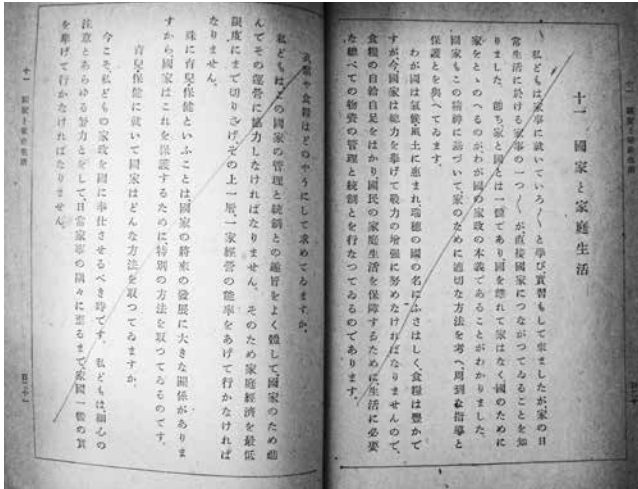 十一 國家と家庭生活
私どもは家事に就いていろ〳〵と學び實習もして來ましたが、家の日
常生活に於ける家事の一つ〳〵が、直接國家につながつてゐることを知
りました。卽ち家と國とは一體であり國を離れて家はなく國のために
家をとゝのへるのがわが國の家政の本義であることがわかりました。
國家もこの精神に基づいて家のために適切な方法を考へ、周到な指導と
保護とを與へてゐます。
わが國は氣候風土に惠まれ、瑞穗の國の名にふさはしく、食糧は豐かで
すが今國家は總力を擧げて戰力の增強に努めなければなりませんので、
食糧の自給自足をはかり國民の家庭生活を保障するために、生活に必要
な總べての物資の管理と統制とを行なつてゐるのであります。
衣類や食糧はどのやうにして求めてゐますか。
私どもは、この國家の管理と統制との趣旨をよく體して、國家のため進
んでその運營に協力しなければなりません。そのため家庭經濟を最低
限度にまで切りさげ、その上一層、一家經營の能率をあげて行かなければ
なりません。
殊に育兒保健といふことは、國家の將來の發展に大きな關係がありま
すから國家はこれを保護するために、特別の方法を取つてゐるのです。
育兒保健に就いて國家はどんな方法を取つてゐますか。
今こそ、私どもの家政を國に奉仕させるべき時です。私どもは、細心の
注意とあらゆる努力とをして、日常家事の隅々に至るまで、家國一體の實
を擧げて行かなければなりません。
十一 國家と家庭生活